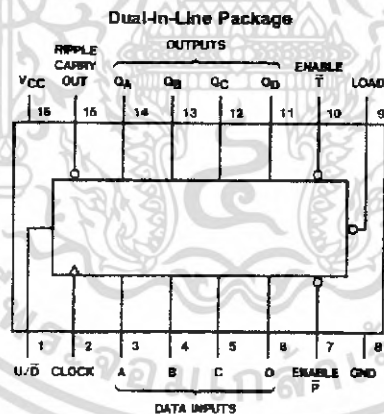 Dual-In-Line Package
RIPPLE CARRY OUT
OUTPUTS
ENABLE T̅
VCC
QA QB QC QD
LOAD
16 15 14 13 12 11 10 9
1 2 3 4 5 6 7 8
U/D̅ CLOCK A B C D ENABLE P̅ GND
DATA INPUTS